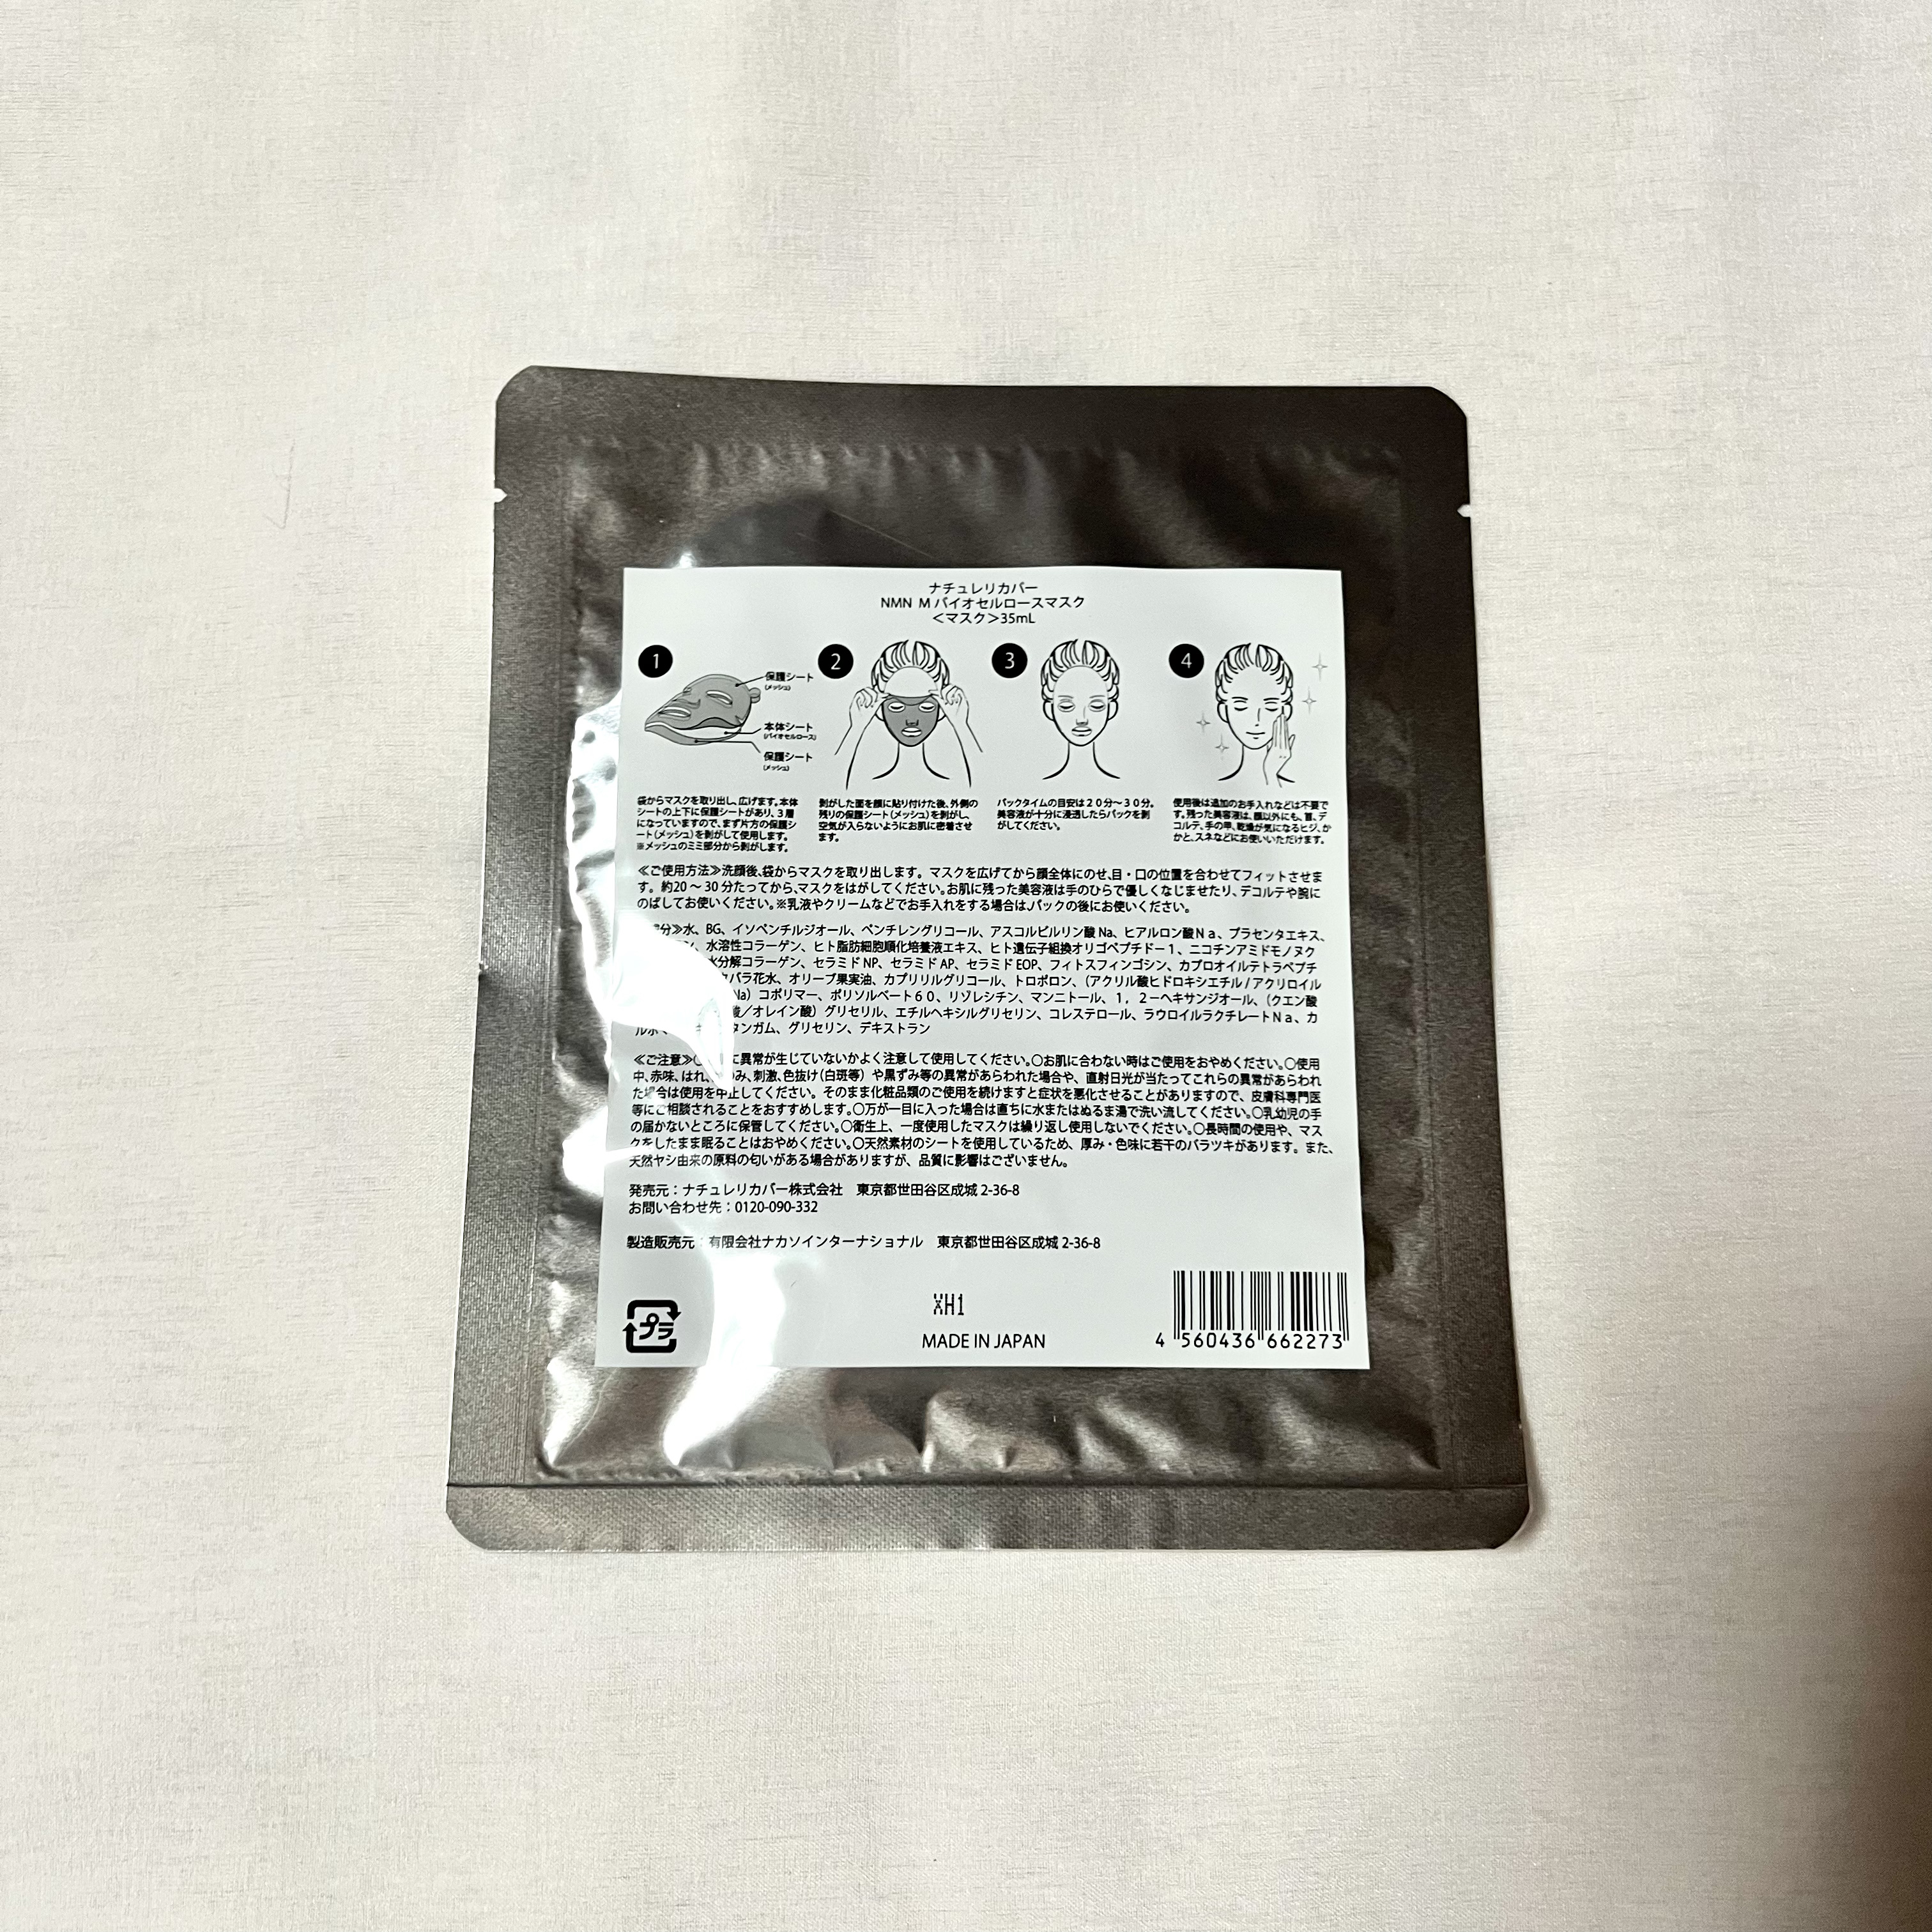 ナチュレリカバー
NMN M バイオセルロースマスク
＜マスク＞35mL
1
保護シート
(メッシュ)
本体シート
(バイオセルロース)
保護シート
(メッシュ)
袋からマスクを取り出し、広げます。本体
シートの上下に保護シートがあり、3層
になっていますので、まず片方の保護シ
ート(メッシュ)を剥がして使用します。
※メッシュのミミ部分から剥がします。
2
剥がした面を顔に貼り付けた後、外側の
残りの保護シート(メッシュ)を剥がし、
空気が入らないようにお肌に密着させ
ます。
3
パックタイムの目安は20分～30分。
美容液が十分に浸透したらパックを剥
がしてください。
4
使用後は追加のお手入れなどは不要で
す。残った美容液は、顔以外にも、首、デ
コルテ、手の甲、乾燥が気になるヒジ、か
かと、スネなどにお使いいただけます。
≪ご使用方法≫洗顔後、袋からマスクを取り出します。マスクを広げてから顔全体にのせ、目・口の位置を合わせてフィットさせま
す。約20～30分たってから、マスクをはがしてください。お肌に残った美容液は手のひらで優しくなじませたり、デコルテや腕に
のばしてお使いください。※乳液やクリームなどでお手入れをする場合は、パックの後にお使いください。
分≫水、BG、イソペンチルジオール、ペンチレングリコール、アスコルビルリン酸Na、ヒアルロン酸Na、プラセンタエキス、
ン、水溶性コラーゲン、ヒト脂肪細胞順化培養液エキス、ヒト遺伝子組換オリゴペプチド－1、ニコチンアミドモノヌク
水分解コラーゲン、セラミドNP、セラミドAP、セラミドEOP、フィトスフィンゴシン、カプロオイルテトラペプチ
バラ花水、オリーブ果実油、カプリリルグリコール、トロポロン、(アクリル酸ヒドロキシエチル/アクリロイル
Na）コポリマー、ポリソルベート60、リゾレシチン、マンニトール、1，2－ヘキサンジオール、(クエン酸
酸／オレイン酸）グリセリル、エチルヘキシルグリセリン、コレステロール、ラウロイルラクチレートNa、カ
タンガム、グリセリン、デキストラン
≪ご注意≫ に異常が生じていないかよく注意して使用してください。○お肌に合わない時はご使用をおやめください。○使用
中、赤味、はれ、 み、刺激、色抜け(白斑等）や黒ずみ等の異常があらわれた場合や、直射日光が当たってこれらの異常があらわれ
た場合は使用を中止してください。そのまま化粧品類のご使用を続けますと症状を悪化させることがありますので、皮膚科専門医
等にご相談されることをおすすめします。○万が一目に入った場合は直ちに水またはぬるま湯で洗い流してください。○乳幼児の手
の届かないところに保管してください。○衛生上、一度使用したマスクは繰り返し使用しないでください。○長時間の使用や、マス
クをしたまま眠ることはおやめください。○天然素材のシートを使用しているため、厚み・色味に若干のバラツキがあります。また、
天然ヤシ由来の原料の匂いがある場合がありますが、品質に影響はございません。
発売元：ナチュレリカバー株式会社　東京都世田谷区成城2-36-8
お問い合わせ先：0120-090-332
製造販売元：有限会社ナカソインターナショナル　東京都世田谷区成城2-36-8
プラ
XH1
MADE IN JAPAN
4 560436 662273